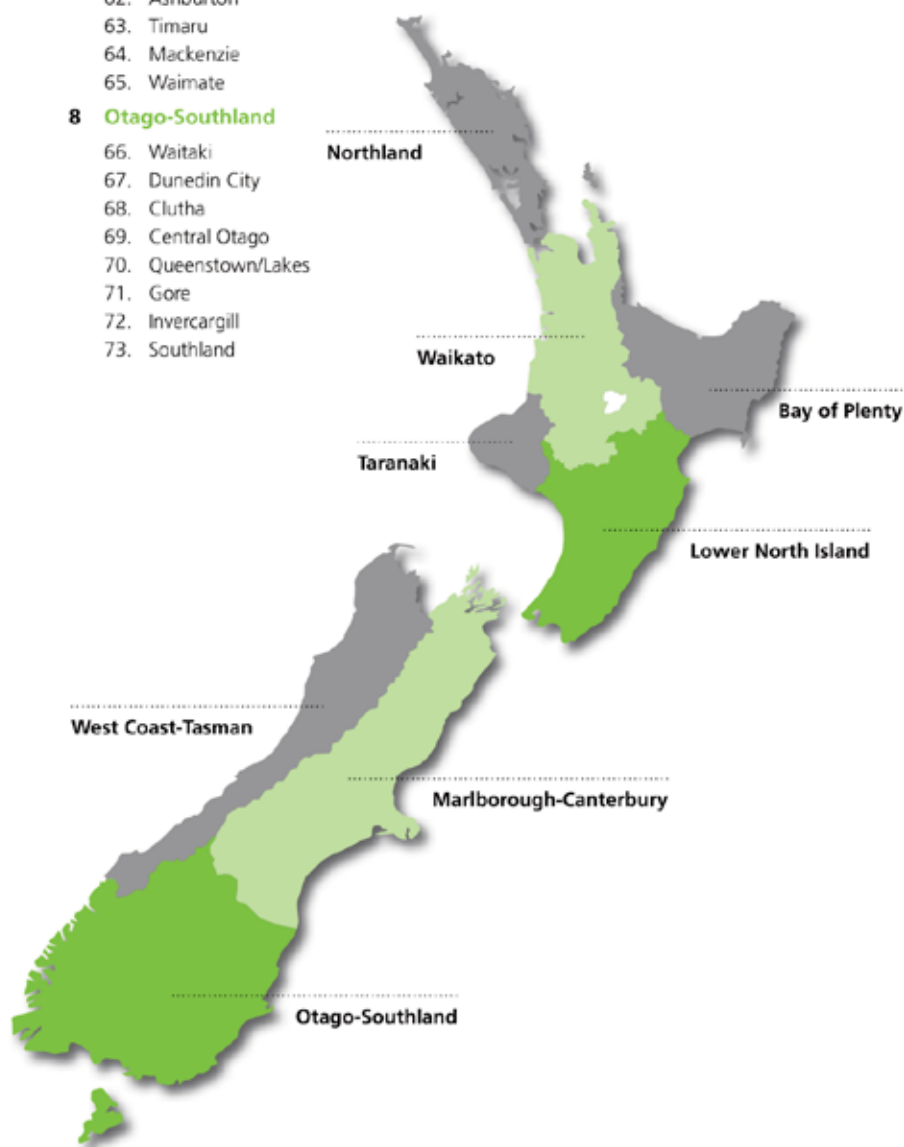 62. Ashburton
63. Timaru
64. Mackenzie
65. Waimate
8 Otago-Southland
66. Waitaki
67. Dunedin City
68. Clutha
69. Central Otago
70. Queenstown/Lakes
71. Gore
72. Invercargill
73. Southland
Northland
Waikato
Bay of Plenty
Taranaki
Lower North Island
West Coast-Tasman
Marlborough-Canterbury
Otago-Southland